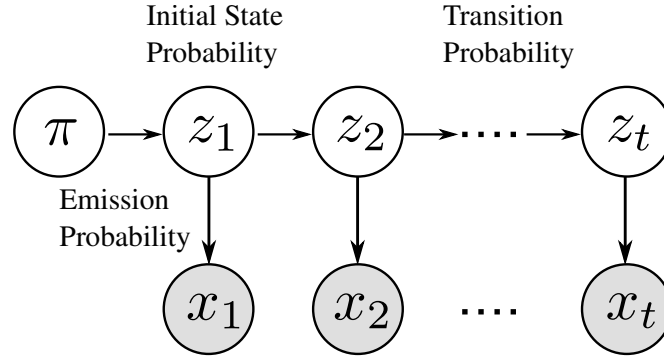 Initial State
Probability
Transition
Probability
π z₁ z₂ .... zₜ
Emission
Probability
x₁ x₂ .... xₜ